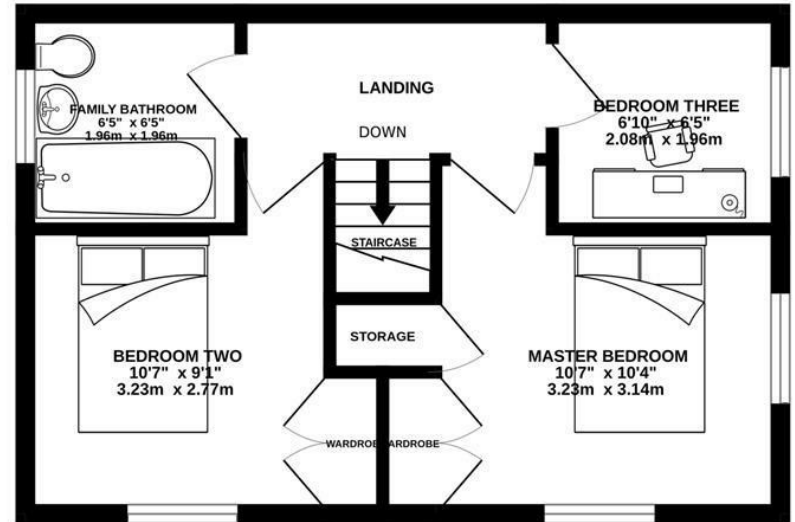 LANDING
DOWN
FAMILY BATHROOM
6'5" x 6'5"
1.96m x 1.96m
BEDROOM THREE
6'10" x 6'5"
2.08m x 1.96m
STAIRCASE
STORAGE
BEDROOM TWO
10'7" x 9'1"
3.23m x 2.77m
MASTER BEDROOM
10'7" x 10'4"
3.23m x 3.14m
WARDROBE
WARDROBE